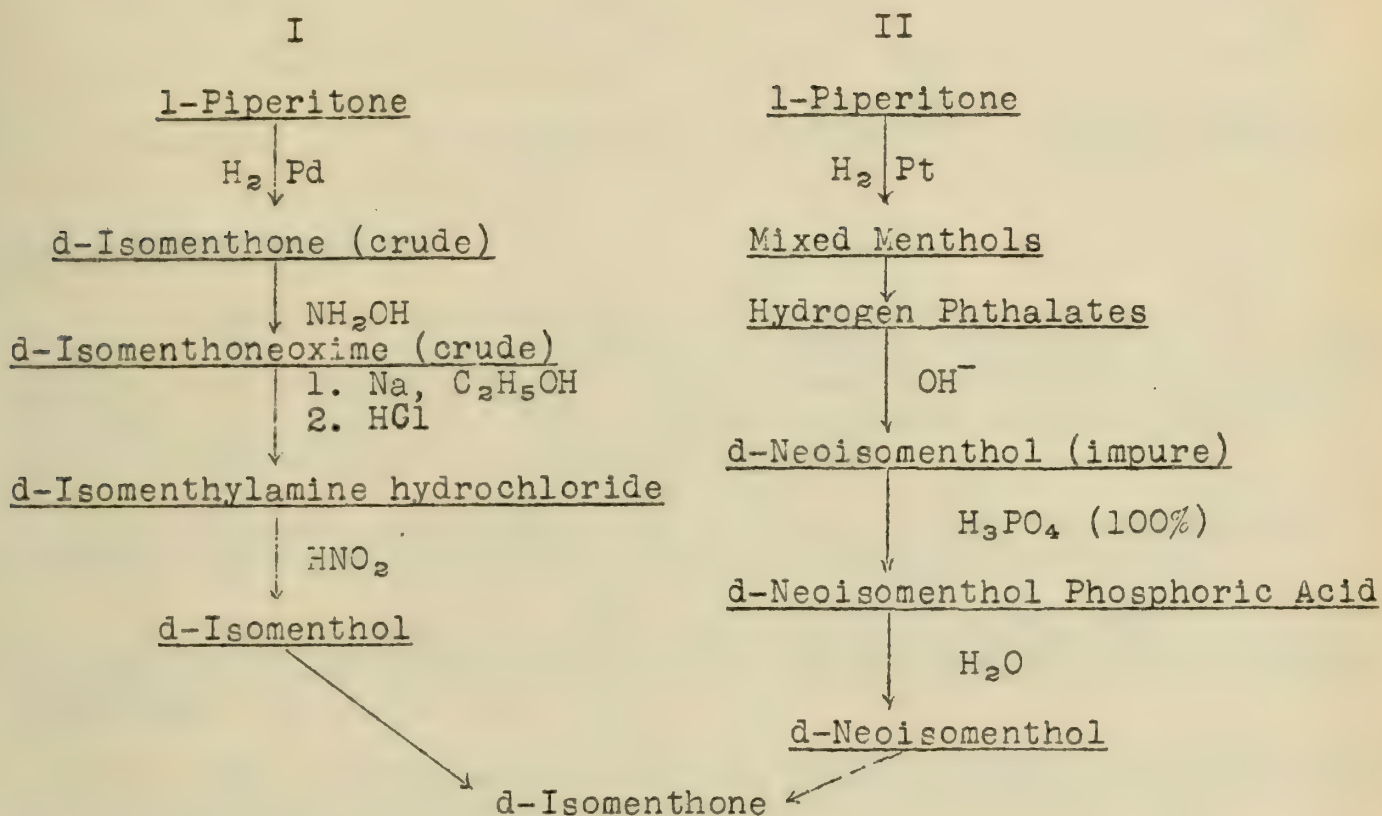 I
l-Piperitone
H₂ Pd
d-Isomenthone (crude)
NH₂OH
d-Isomenthoneoxime (crude)
1. Na, C₂H₅OH
2. HCl
d-Isomenthylamine hydrochloride
HNO₂
d-Isomenthol
II
l-Piperitone
H₂ Pt
Mixed Menthols
Hydrogen Phthalates
OH⁻
d-Neoisomenthol (impure)
H₃PO₄ (100%)
d-Neoisomenthol Phosphoric Acid
H₂O
d-Neoisomenthol
d-Isomenthone